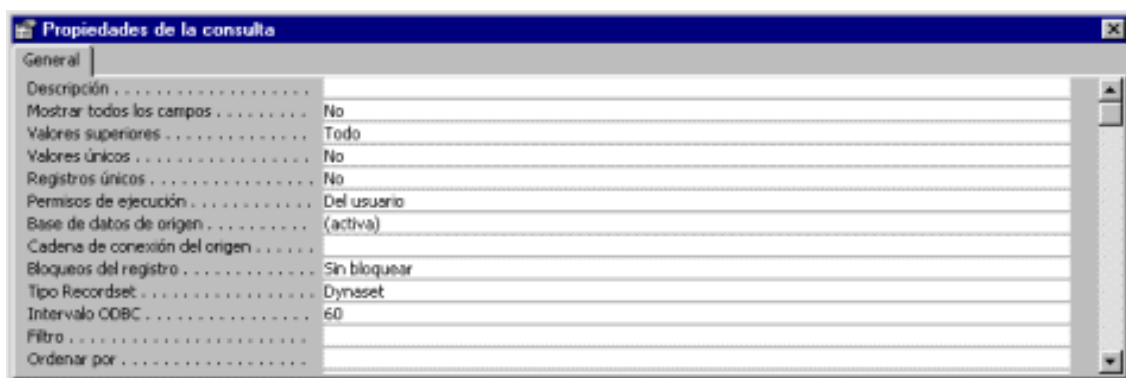 Propiedades de la consulta
General
Descripción . . . . . . . . . . . . . . . . . . .
Mostrar todos los campos . . . . . . . . . No
Valores superiores . . . . . . . . . . . . . . Todo
Valores únicos . . . . . . . . . . . . . . . . . No
Registros únicos . . . . . . . . . . . . . . . . No
Permisos de ejecución . . . . . . . . . . . . Del usuario
Base de datos de origen . . . . . . . . . . (activa)
Cadena de conexión del origen . . . . . .
Bloqueos del registro . . . . . . . . . . . . . Sin bloquear
Tipo Recordset . . . . . . . . . . . . . . . . . Dynaset
Intervalo ODBC . . . . . . . . . . . . . . . . 60
Filtro . . . . . . . . . . . . . . . . . . . . . . . .
Ordenar por . . . . . . . . . . . . . . . . . . .